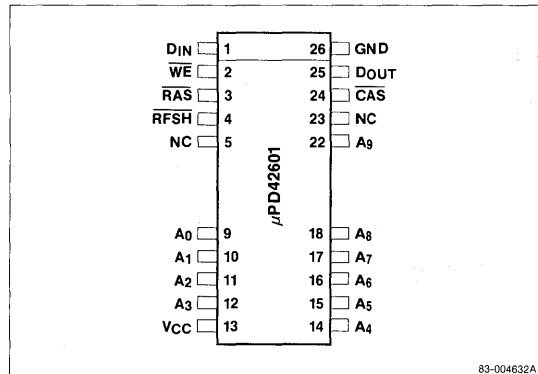 DIN 1 26 GND
WE 2 25 DOUT
RAS 3 24 CAS
RFSH 4 23 NC
NC 5 22 A9
μPD42601
A0 9 18 A8
A1 10 17 A7
A2 11 16 A6
A3 12 15 A5
VCC 13 14 A4
83-004632A